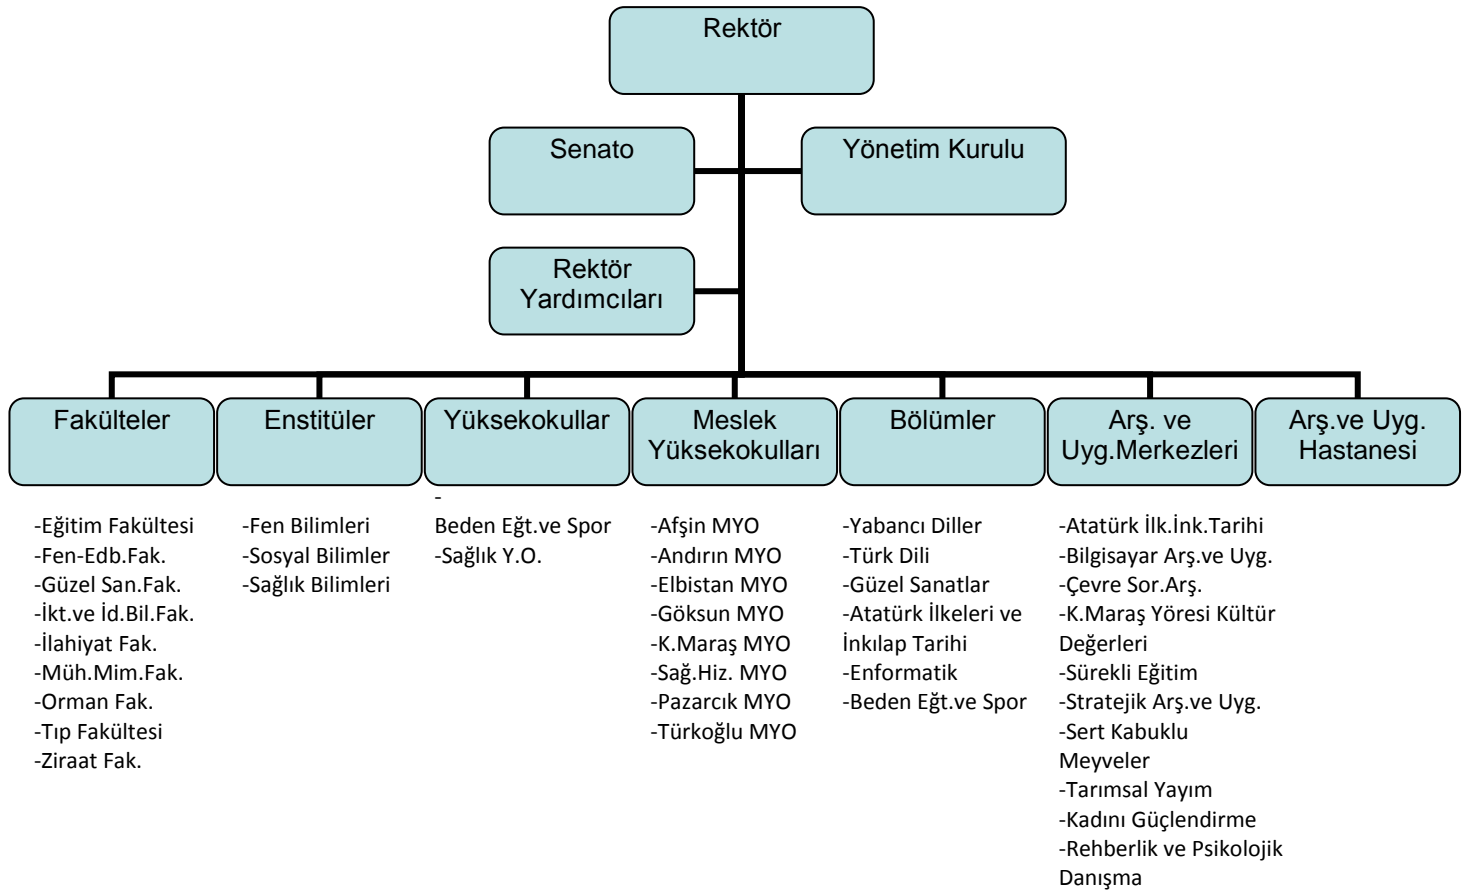 Rektör
Senato
Yönetim Kurulu
Rektör
Yardımcıları
Fakülteler
Enstitüler
Yüksekokullar
Meslek
Yüksekokulları
Bölümler
Arş. ve
Uyg.Merkezleri
Arş.ve Uyg.
Hastanesi
-Eğitim Fakültesi
-Fen-Edb.Fak.
-Güzel San.Fak.
-İkt.ve İd.Bil.Fak.
-İlahiyat Fak.
-Müh.Mim.Fak.
-Orman Fak.
-Tıp Fakültesi
-Ziraat Fak.
-Fen Bilimleri
-Sosyal Bilimler
-Sağlık Bilimleri
-
Beden Eğt.ve Spor
-Sağlık Y.O.
-Afşin MYO
-Andırın MYO
-Elbistan MYO
-Göksun MYO
-K.Maraş MYO
-Sağ.Hiz. MYO
-Pazarcık MYO
-Türkoğlu MYO
-Yabancı Diller
-Türk Dili
-Güzel Sanatlar
-Atatürk İlkeleri ve
İnkılap Tarihi
-Enformatik
-Beden Eğt.ve Spor
-Atatürk İlk.İnk.Tarihi
-Bilgisayar Arş.ve Uyg.
-Çevre Sor.Arş.
-K.Maraş Yöresi Kültür
Değerleri
-Sürekli Eğitim
-Stratejik Arş.ve Uyg.
-Sert Kabuklu
Meyveler
-Tarımsal Yayım
-Kadını Güçlendirme
-Rehberlik ve Psikolojik
Danışma